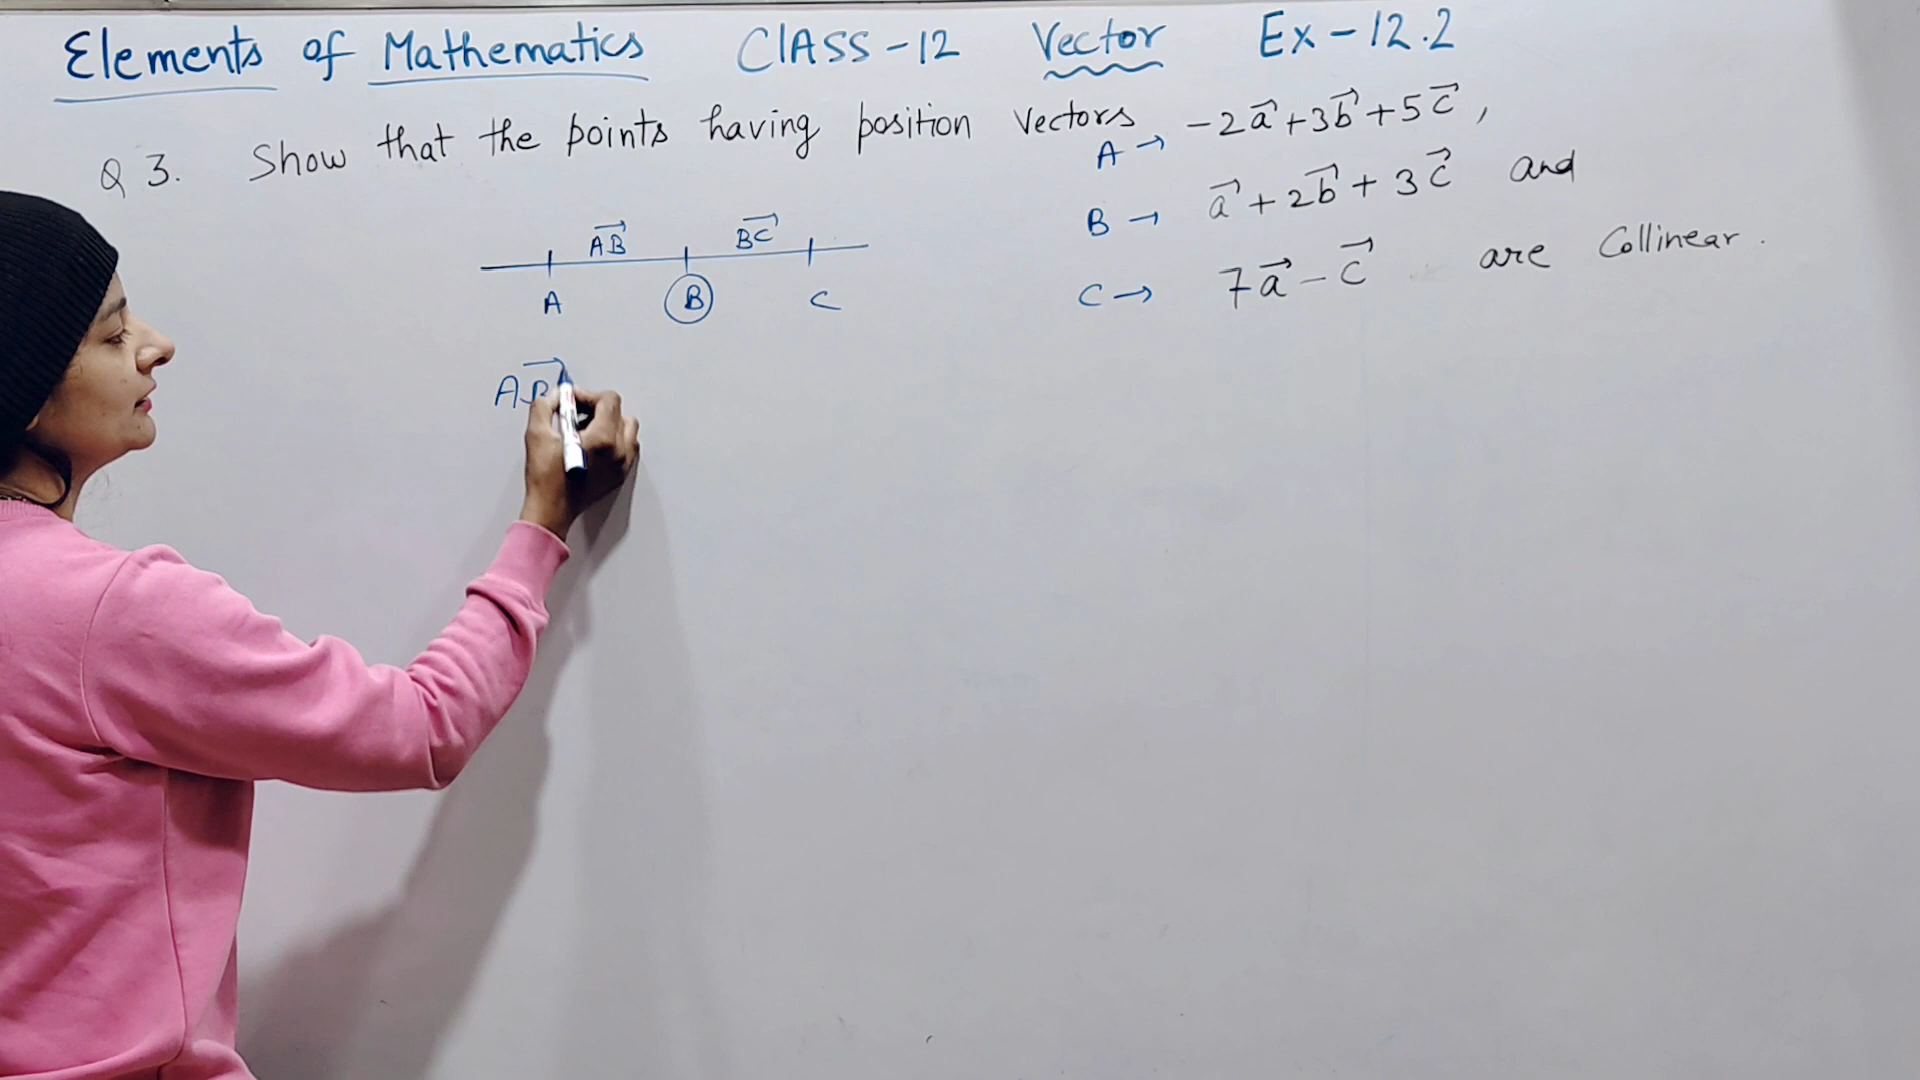 Elements of Mathematics ClASS-12 Vector Ex-12.2
Q 3. Show that the points having position vectors A → -2a⃗+3b⃗+5c⃗,
B → a⃗+2b⃗+3c⃗ and
C → 7a⃗-c⃗ are Collinear.
AB⃗ BC⃗
A B C
AB⃗